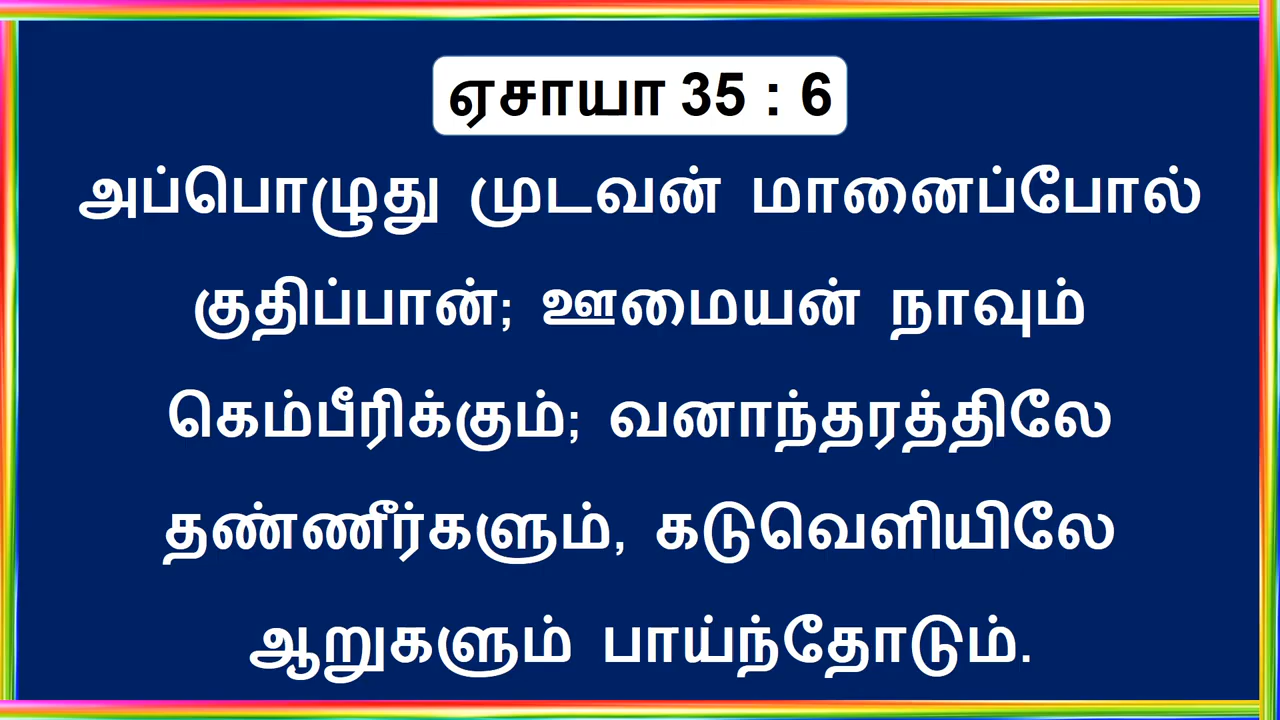 ஏசாயா 35 : 6
அப்பொழுது முடவன் மானைப்போல்
குதிப்பான்; ஊமையன் நாவும்
கெம்பீரிக்கும்; வனாந்தரத்திலே
தண்ணீர்களும், கடுவெளியிலே
ஆறுகளும் பாய்ந்தோடும்.